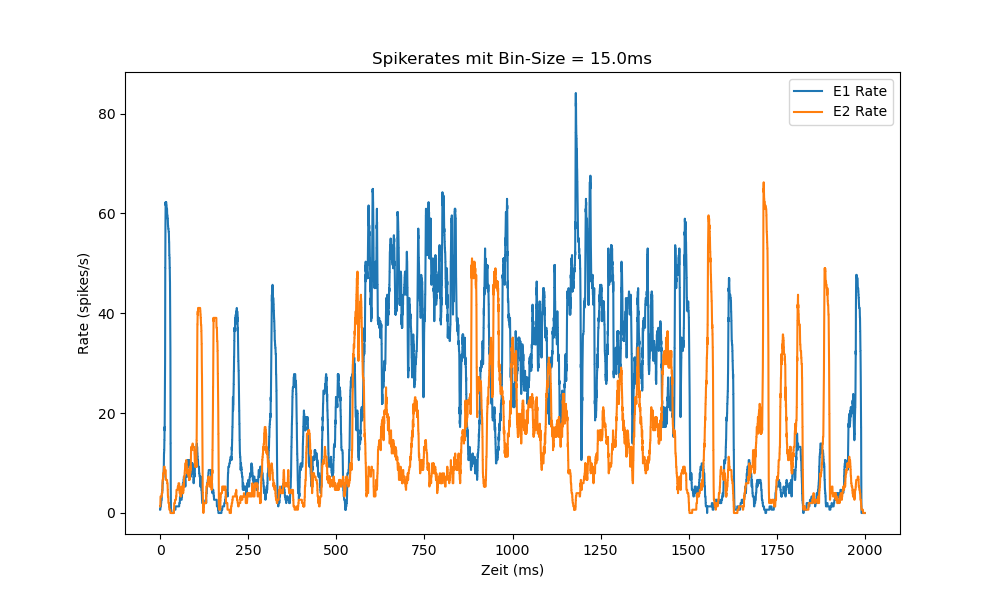 Spikerates mit Bin-Size = 15.0ms
E1 Rate
E2 Rate
80
60
40
20
0
Rate (spikes/s)
0 250 500 750 1000 1250 1500 1750 2000
Zeit (ms)